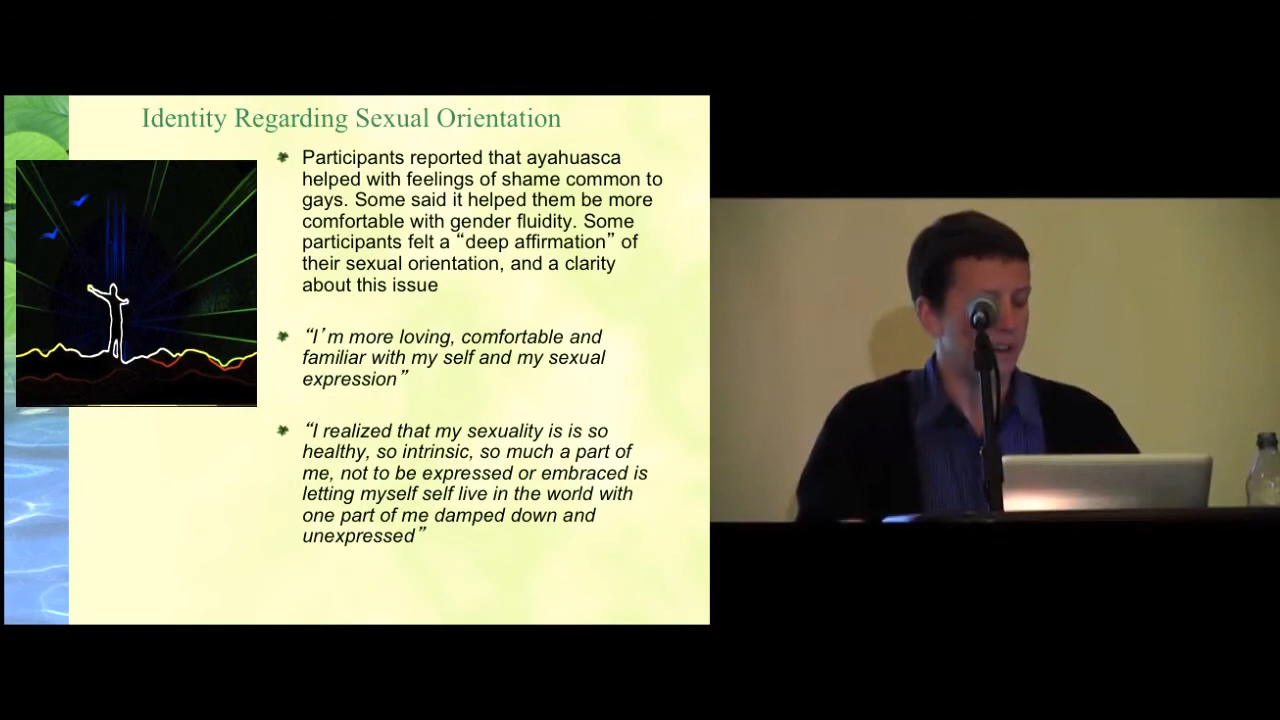 Identity Regarding Sexual Orientation
Participants reported that ayahuasca
helped with feelings of shame common to
gays. Some said it helped them be more
comfortable with gender fluidity. Some
participants felt a “deep affirmation” of
their sexual orientation, and a clarity
about this issue
“I’m more loving, comfortable and
familiar with my self and my sexual
expression”
“I realized that my sexuality is is so
healthy, so intrinsic, so much a part of
me, not to be expressed or embraced is
letting myself self live in the world with
one part of me damped down and
unexpressed”